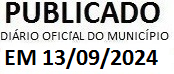 PUBLICADO
DIÁRIO OFICIAL DO MUNICÍPIO
EM 13/09/2024